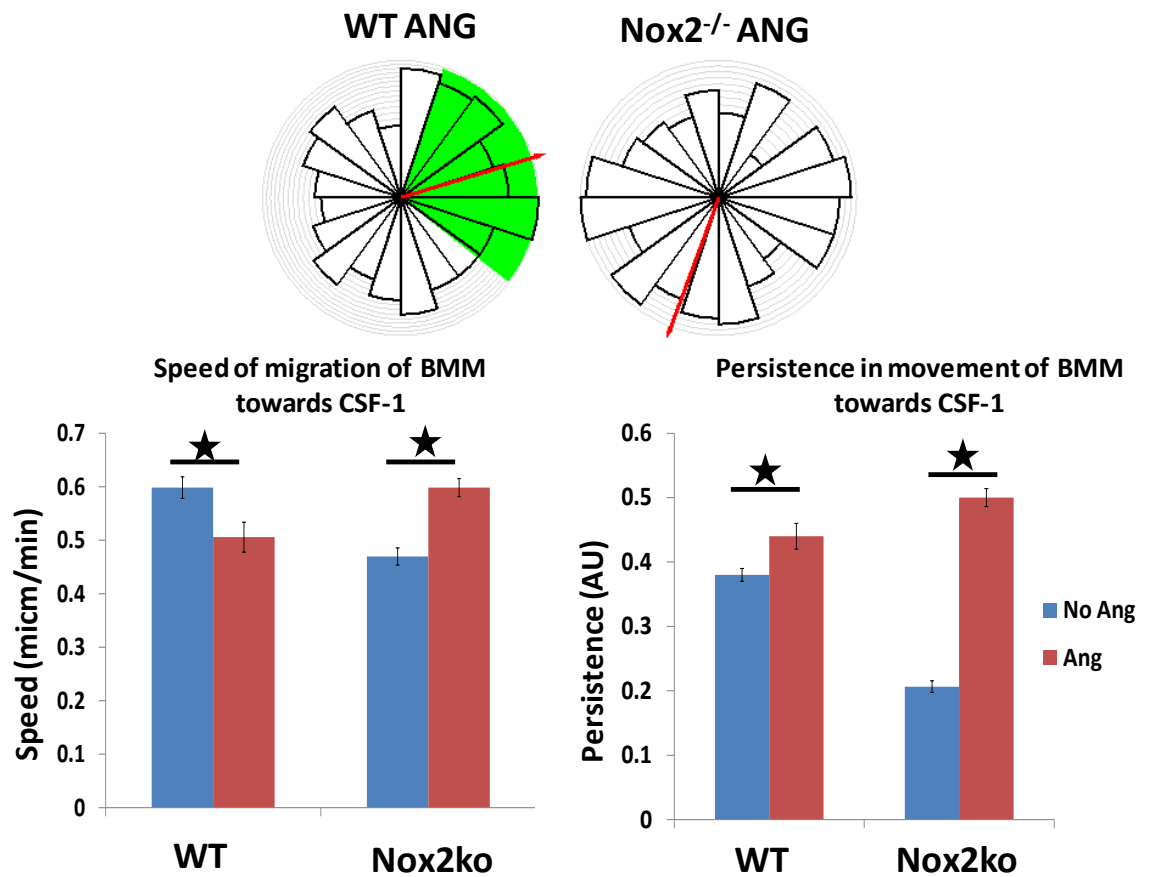 WT ANG
Nox2-/- ANG
Speed of migration of BMM
towards CSF-1
0.7
0.6
0.5
0.4
0.3
0.2
0.1
0
Speed (micm/min)
WT
Nox2ko
Persistence in movement of BMM
towards CSF-1
0.6
0.5
0.4
0.3
0.2
0.1
0
Persistence (AU)
WT
Nox2ko
No Ang
Ang